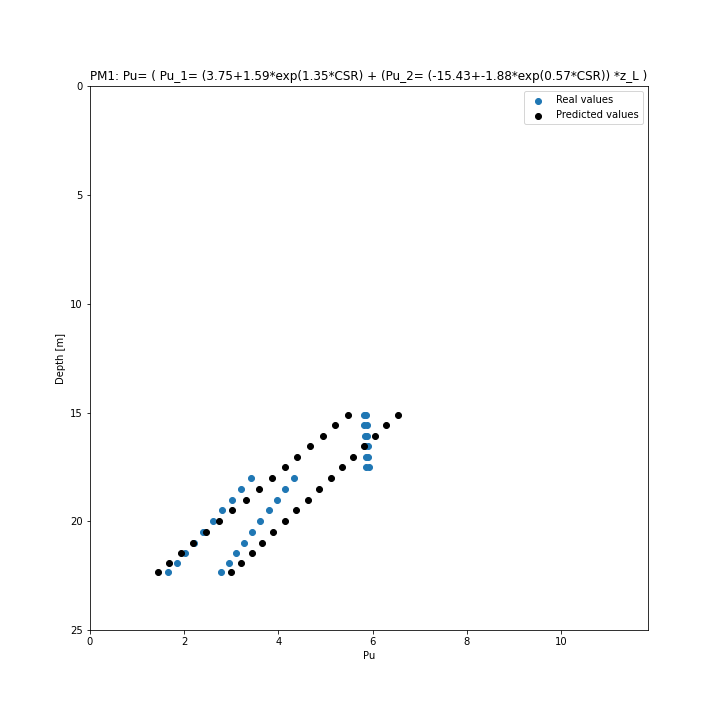 PM1: Pu= ( Pu_1= (3.75+1.59*exp(1.35*CSR) + (Pu_2= (-15.43+-1.88*exp(0.57*CSR)) *z_L )
Real values
Predicted values
0
5
10
15
20
25
Depth [m]
0 2 4 6 8 10
Pu